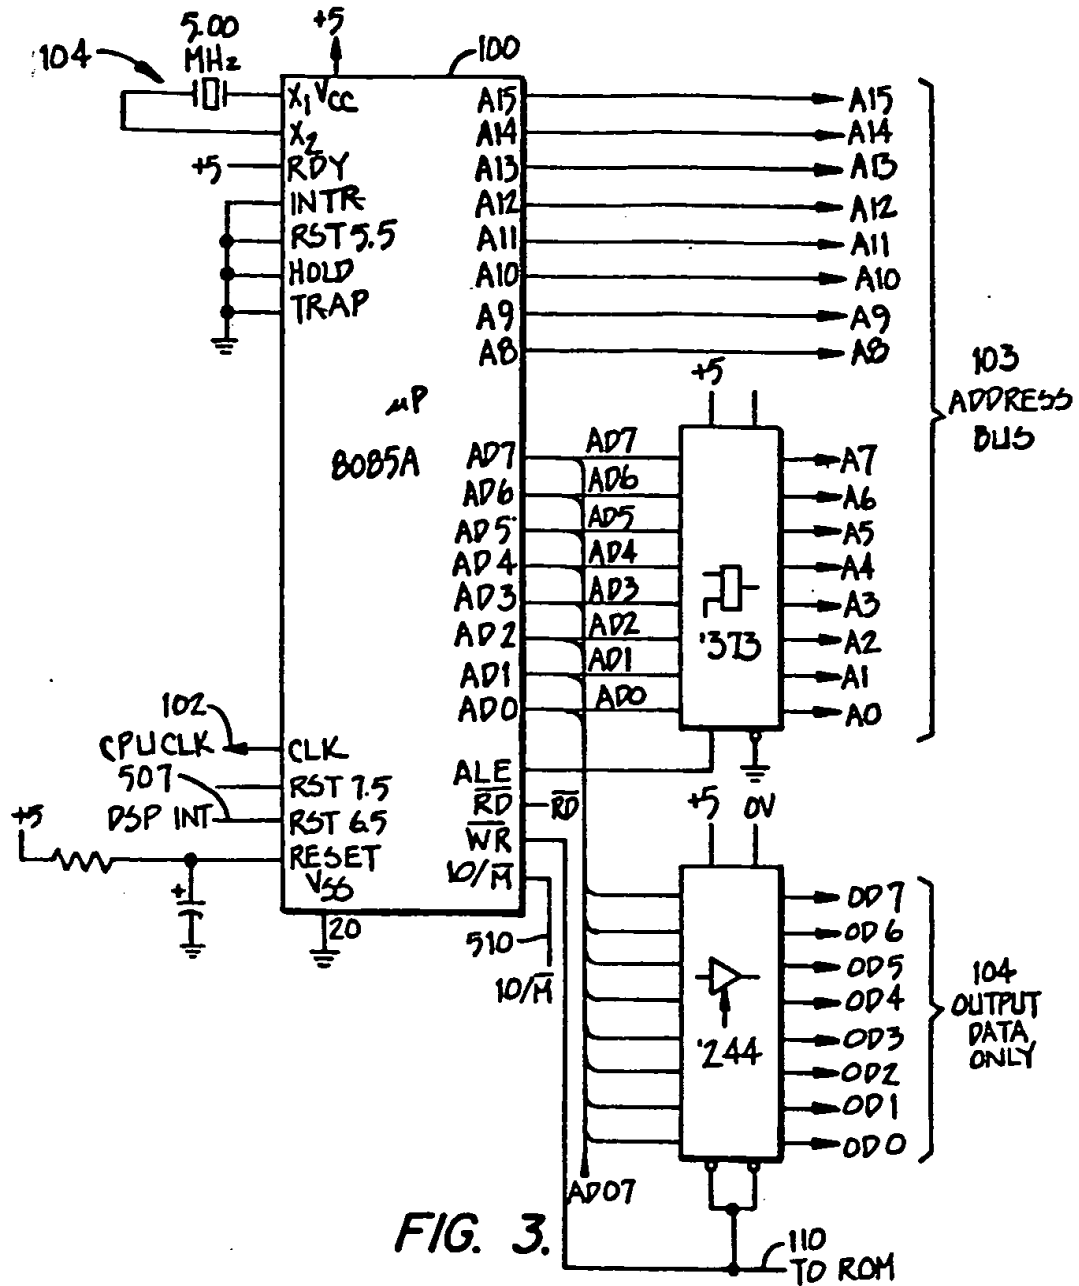 5.00
MHz
+5
104
100
X1 VCC
X2
+5 RDY
INTR
RST 5.5
HOLD
TRAP
A15
A14
A13
A12
A11
A10
A9
A8
A15
A14
A13
A12
A11
A10
A9
A8
103
ADDRESS
BUS
µP
8085A
+5
AD7
AD6
AD5
AD4
AD3
AD2
AD1
AD0
AD7
AD6
AD5
AD4
AD3
AD2
AD1
AD0
'373
A7
A6
A5
A4
A3
A2
A1
A0
102
CPU CLK
CLK
507
RST 7.5
DSP INT
RST 6.5
+5
RESET
+
VSS
20
ALE
R̅D̅
R̅D̅
W̅R̅
IO/M̅
510
IO/M̅
+5
0V
'244
OD7
OD6
OD5
OD4
OD3
OD2
OD1
OD0
104
OUTPUT
DATA
ONLY
AD07
110
TO ROM
FIG. 3.